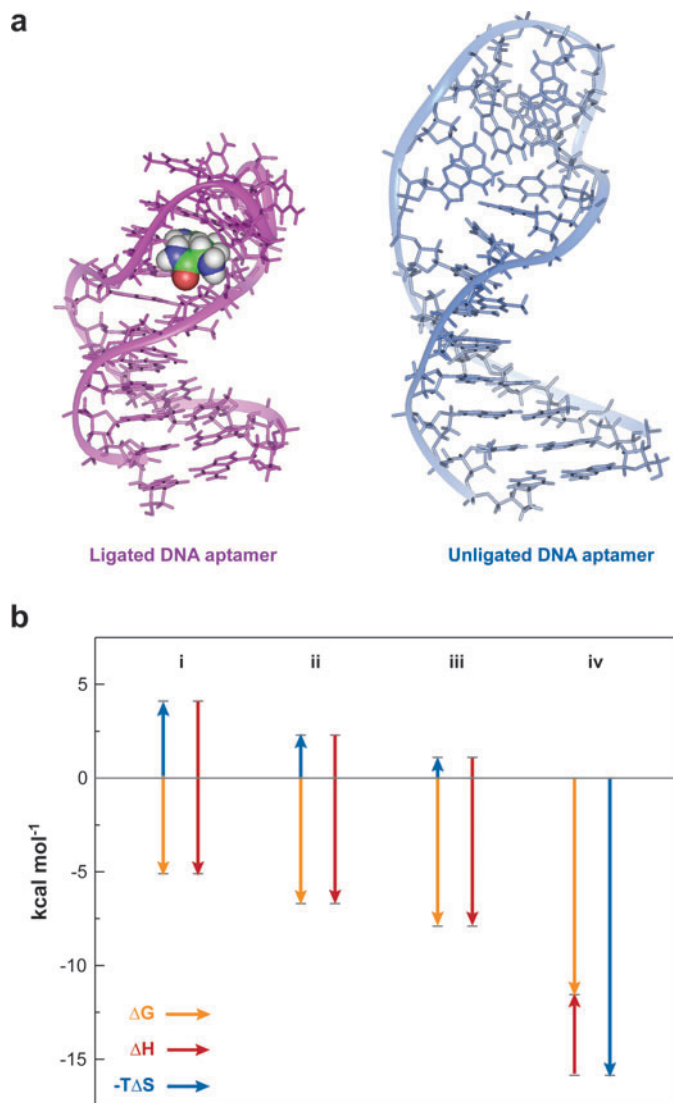 a
Ligated DNA aptamer
Unligated DNA aptamer
b
i ii iii iv
kcal mol-1
5
0
-5
-10
-15
ΔG
ΔH
-TΔS